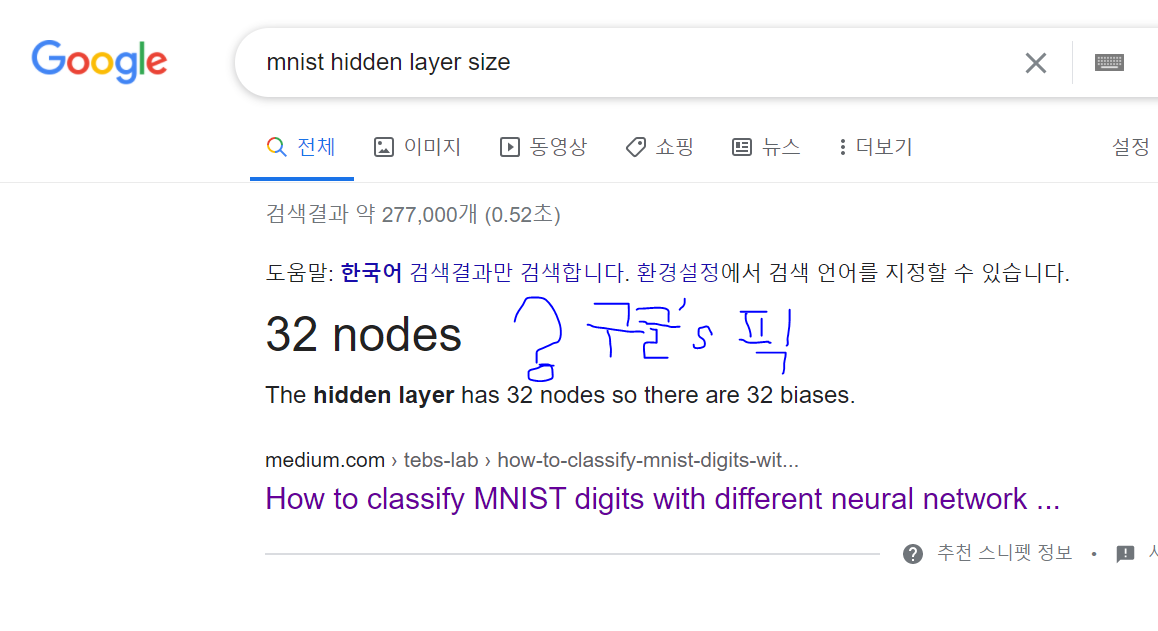 Google
mnist hidden layer size
전체 이미지 동영상 쇼핑 뉴스 더보기 설정
검색결과 약 277,000개 (0.52초)
도움말: 한국어 검색결과만 검색합니다. 환경설정에서 검색 언어를 지정할 수 있습니다.
32 nodes ? 구글's 픽
The hidden layer has 32 nodes so there are 32 biases.
medium.com › tebs-lab › how-to-classify-mnist-digits-wit...
How to classify MNIST digits with different neural network ...
추천 스니펫 정보 •